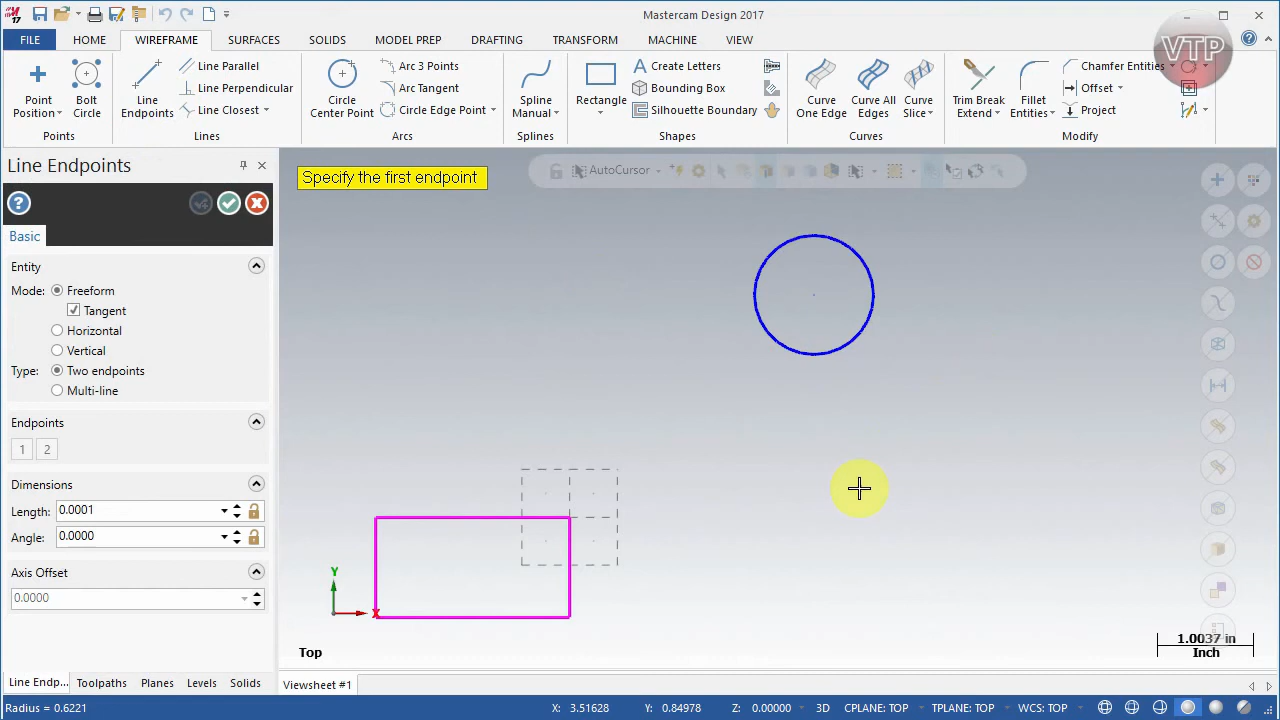 17
Mastercam Design 2017
VTP
FILE
HOME
WIREFRAME
SURFACES
SOLIDS
MODEL PREP
DRAFTING
TRANSFORM
MACHINE
VIEW
Point Position
Bolt Circle
Points
Line Endpoints
Line Parallel
Line Perpendicular
Line Closest
Lines
Circle Center Point
Arc 3 Points
Arc Tangent
Circle Edge Point
Arcs
Spline Manual
Splines
Rectangle
Create Letters
Bounding Box
Silhouette Boundary
Shapes
Curve One Edge
Curve All Edges
Curve Slice
Curves
Trim Break Extend
Fillet Entities
Chamfer Entities
Offset
Project
Modify
Line Endpoints
Basic
Entity
Mode: Freeform
Tangent
Horizontal
Vertical
Type: Two endpoints
Multi-line
Endpoints
1 2
Dimensions
Length: 0.0001
Angle: 0.0000
Axis Offset
0.0000
Specify the first endpoint
AutoCursor
Y
X
Top
1.0037 in
Inch
Line Endp...
Toolpaths
Planes
Levels
Solids
Viewsheet #1
Radius = 0.6221
X: 3.51628
Y: 0.84978
Z: 0.00000
3D
CPLANE: TOP
TPLANE: TOP
WCS: TOP